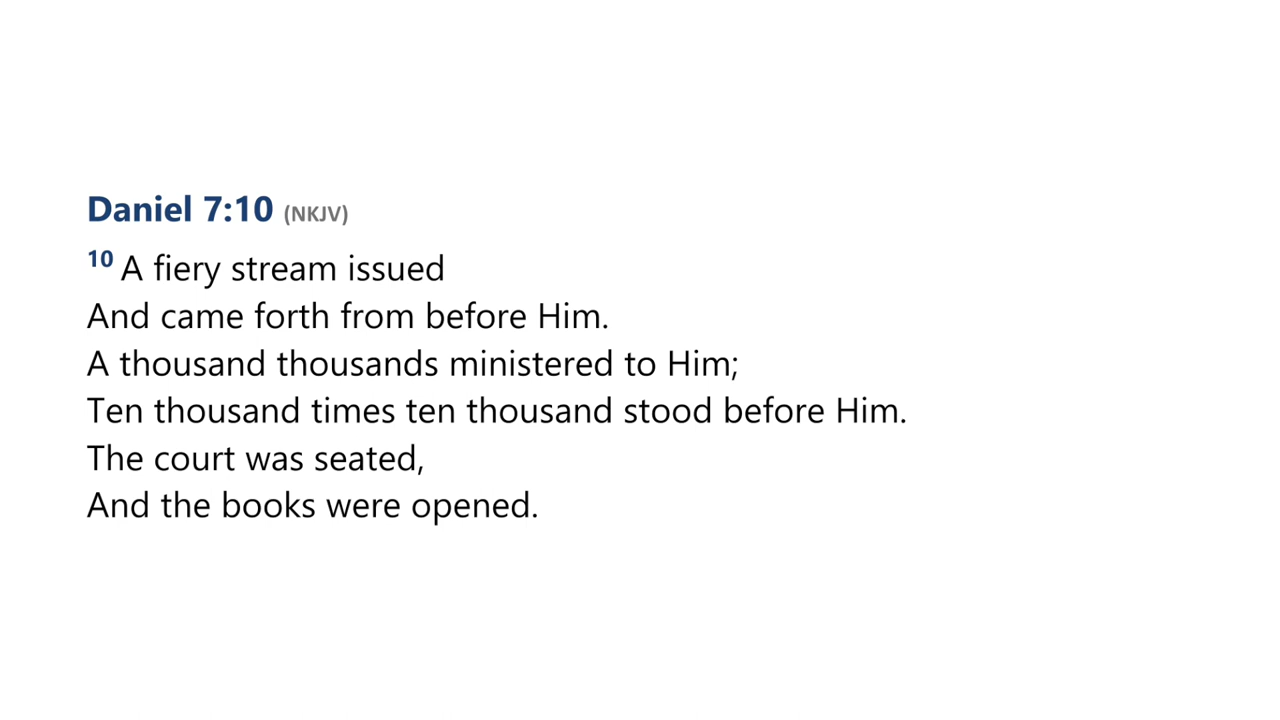 Daniel 7:10 (NKJV)
10 A fiery stream issued
And came forth from before Him.
A thousand thousands ministered to Him;
Ten thousand times ten thousand stood before Him.
The court was seated,
And the books were opened.